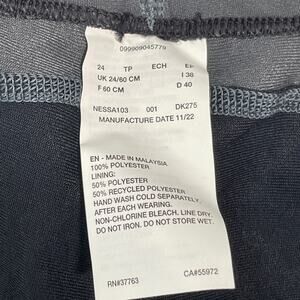 099909045779
24 TP ECH EF
UK 24/60 CM I 38
F 60 CM D 40
NESSA103 001 DK275
MANUFACTURE DATE 11/22
EN - MADE IN MALAYSIA
100% POLYESTER
LINING:
50% POLYESTER
50% RECYCLED POLYESTER
HAND WASH COLD SEPARATELY,
AFTER EACH WEARING.
NON-CHLORINE BLEACH. LINE DRY.
DO NOT IRON. DO NOT STORE WET.
RN#37763 CA#55972